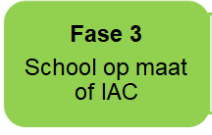 Fase 3
School op maat
of IAC